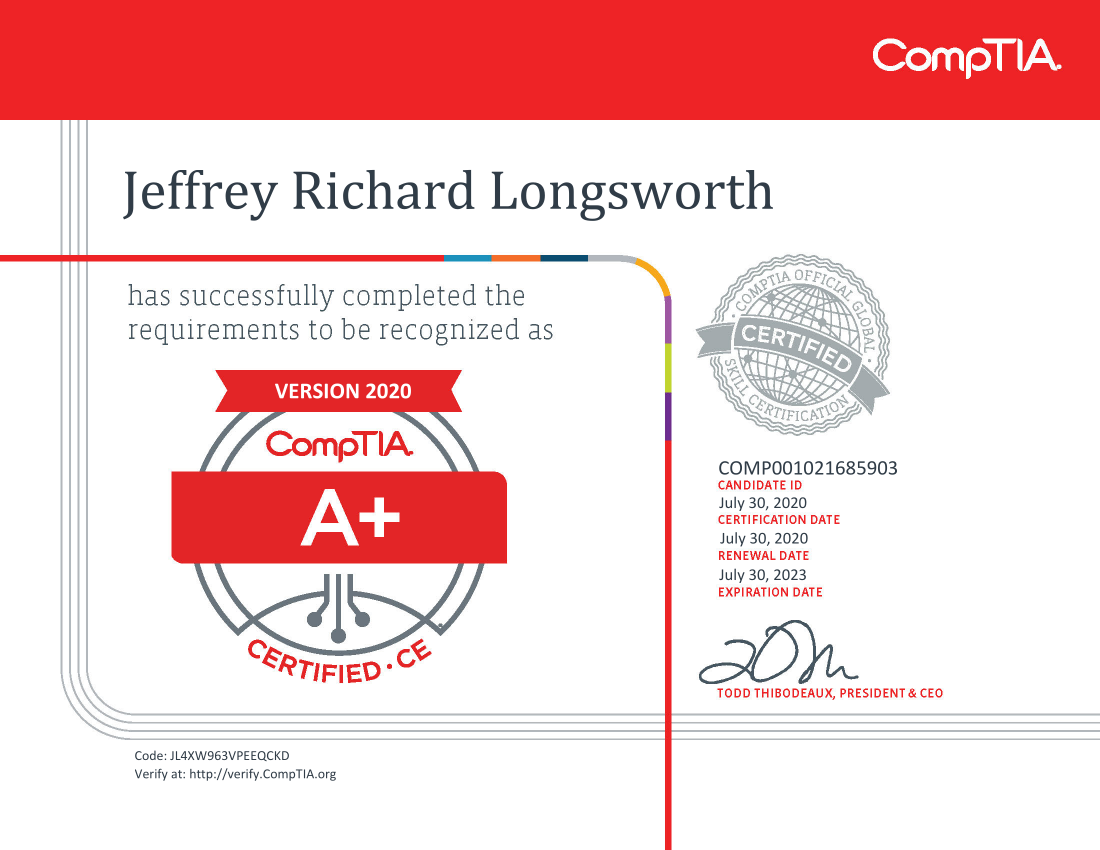 CompTIA.
Jeffrey Richard Longsworth
has successfully completed the
requirements to be recognized as
VERSION 2020
CompTIA.
A+
CERTIFIED · CE
· COMPTIA OFFICIAL GLOBAL ·
CERTIFIED
SKILL CERTIFICATION
COMP001021685903
CANDIDATE ID
July 30, 2020
CERTIFICATION DATE
July 30, 2020
RENEWAL DATE
July 30, 2023
EXPIRATION DATE
TODD THIBODEAUX, PRESIDENT & CEO
Code: JL4XW963VPEEQCKD
Verify at: http://verify.CompTIA.org